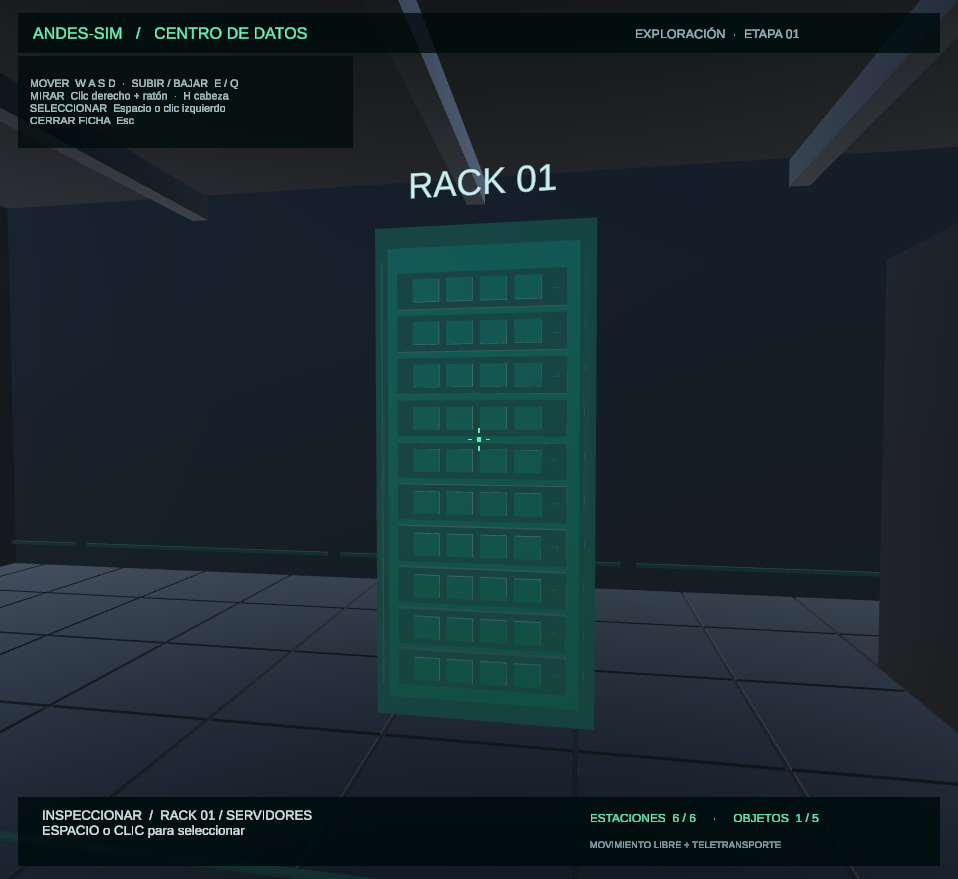 ANDES-SIM / CENTRO DE DATOS
EXPLORACIÓN · ETAPA 01
MOVER W A S D · SUBIR / BAJAR E / Q
MIRAR Clic derecho + ratón · H cabeza
SELECCIONAR Espacio o clic izquierdo
CERRAR FICHA Esc
RACK 01
INSPECCIONAR / RACK 01 / SERVIDORES
ESPACIO o CLIC para seleccionar
ESTACIONES 6 / 6 · OBJETOS 1 / 5
MOVIMIENTO LIBRE + TELETRANSPORTE